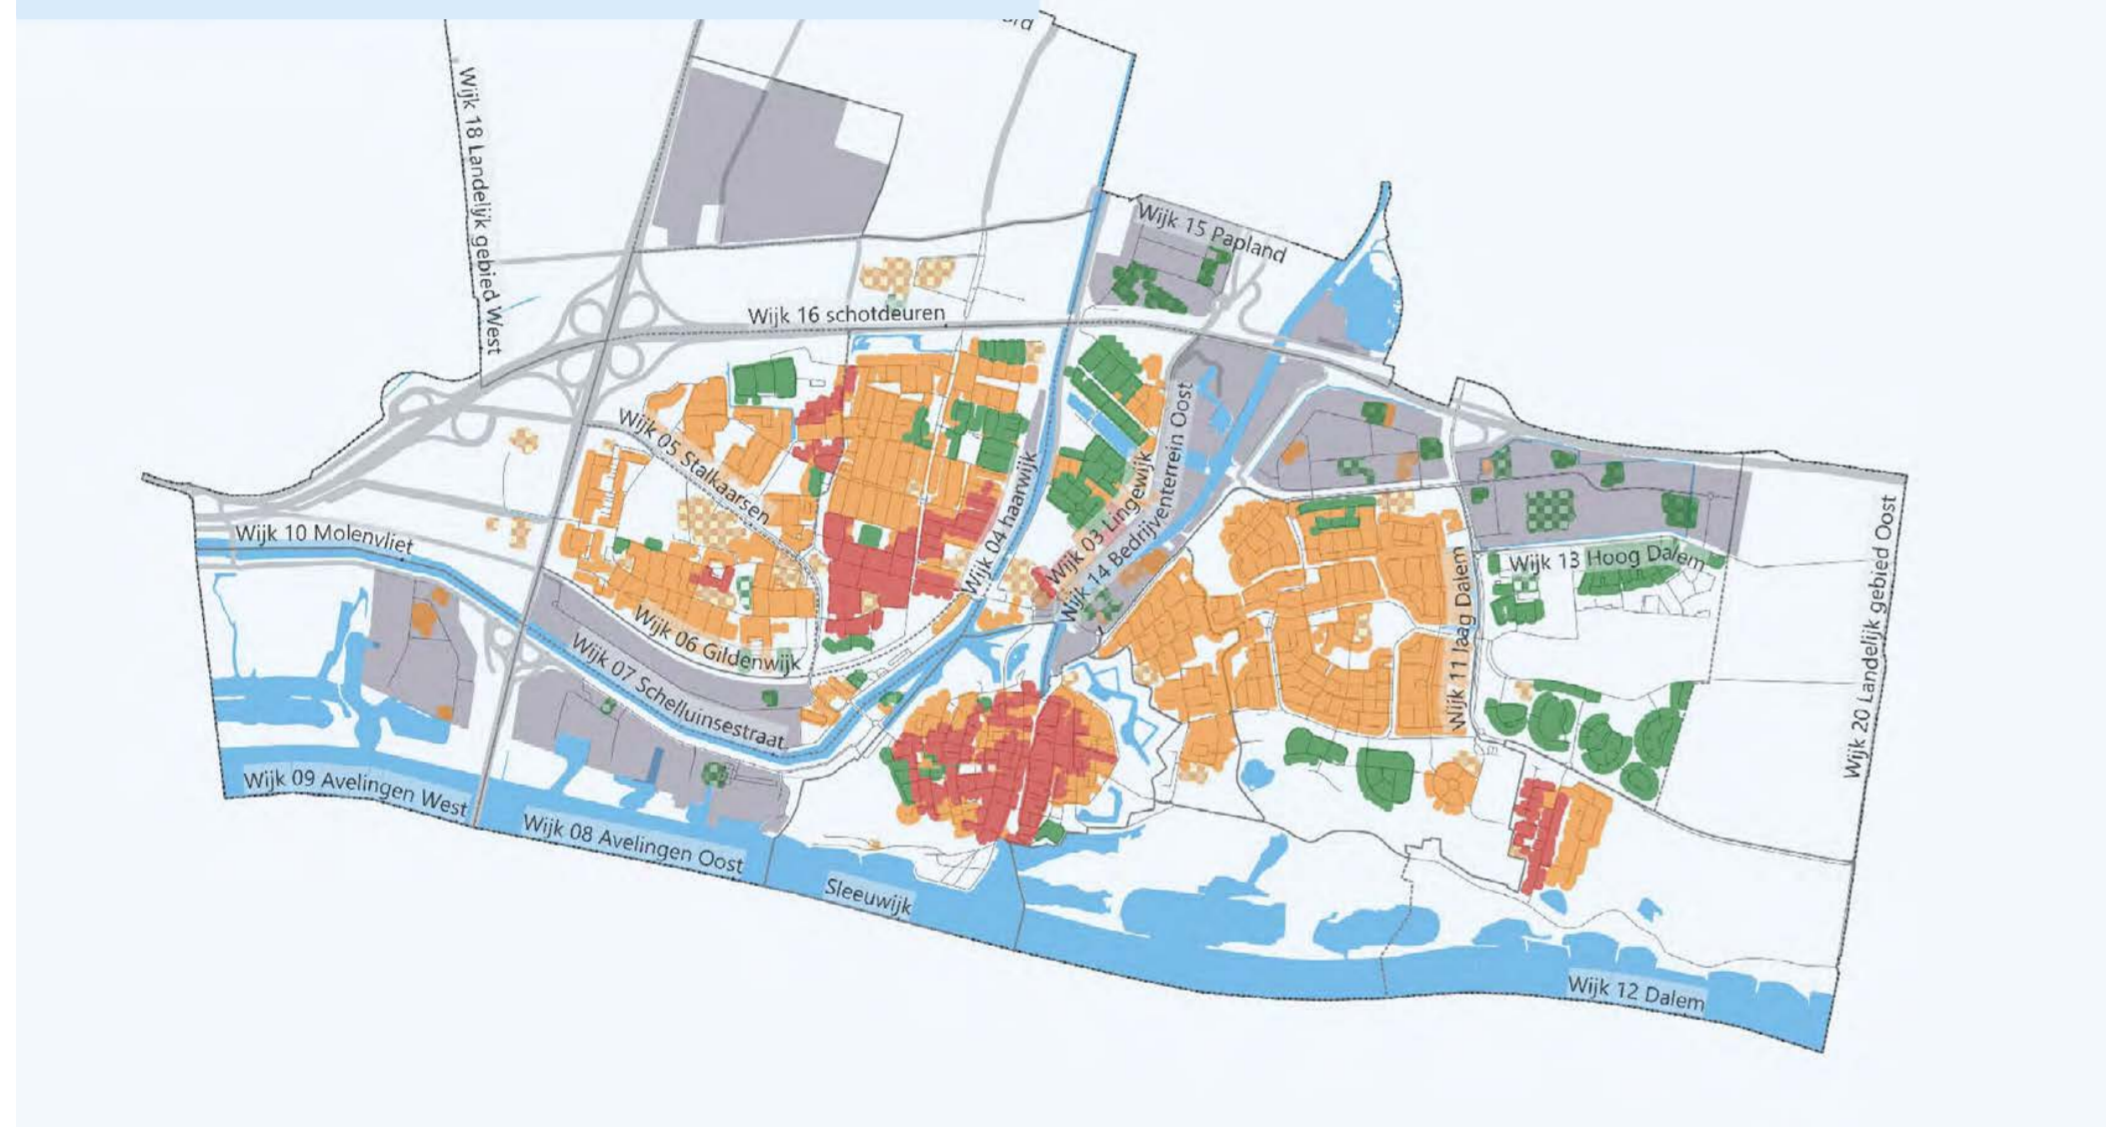 Wijk 18 Landelijk gebied West
Wijk 15 Papland
Wijk 16 schotdeuren
Wijk 05 Stalkaarsen
Wijk 04 haarwijk
Wijk 03 Lingewijk
Wijk 14 Bedrijventerrein Oost
Wijk 10 Molenvliet
Wijk 13 Hoog Dalem
Wijk 11 laag Dalem
Wijk 20 Landelijk gebied Oost
Wijk 06 Gildenwijk
Wijk 07 Schelluinsestraat
Wijk 09 Avelingen West
Wijk 08 Avelingen Oost
Sleeuwijk
Wijk 12 Dalem